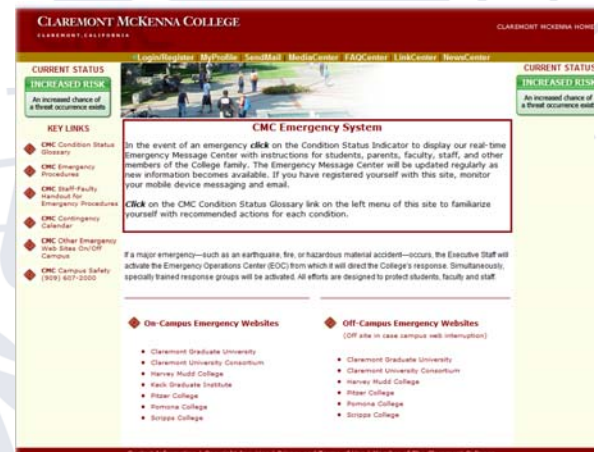 CLAREMONT MCKENNA COLLEGE
CLAREMONT, CALIFORNIA
CLAREMONT MCKENNA HOME
Login/Register MyProfile SendMail MediaCenter FAQCenter LinkCenter NewsCenter
CURRENT STATUS
INCREASED RISK
An increased chance of
a threat occurrence exists
KEY LINKS
CMC Condition Status
Glossary
CMC Emergency
Procedures
CMC Staff-Faulty
Handout for
Emergency Procedures
CMC Contingency
Calendar
CMC Other Emergency
Web Sites On/Off
Campus
CMC Campus Safety
(909) 607-2000
CMC Emergency System
In the event of an emergency click on the Condition Status Indicator to display our real-time
Emergency Message Center with instructions for students, parents, faculty, staff, and other
members of the College family. The Emergency Message Center will be updated regularly as
new information becomes available. If you have registered yourself with this site, monitor
your mobile device messaging and email.
Click on the CMC Condition Status Glossary link on the left menu of this site to familiarize
yourself with recommended actions for each condition.
If a major emergency—such as an earthquake, fire, or hazardous material accident—occurs, the Executive Staff will
activate the Emergency Operations Center (EOC) from which it will direct the College's response. Simultaneously,
specially trained response groups will be activated. All efforts are designed to protect students, faculty and staff.
On-Campus Emergency Websites
Claremont Graduate University
Claremont University Consortium
Harvey Mudd College
Keck Graduate Institute
Pitzer College
Pomona College
Scripps College
Off-Campus Emergency Websites
(Off site in case campus web interruption)
Claremont Graduate University
Claremont University Consortium
Harvey Mudd College
Pitzer College
Pomona College
Scripps College
CURRENT STATUS
INCREASED RISK
An increased chance of
a threat occurrence exists